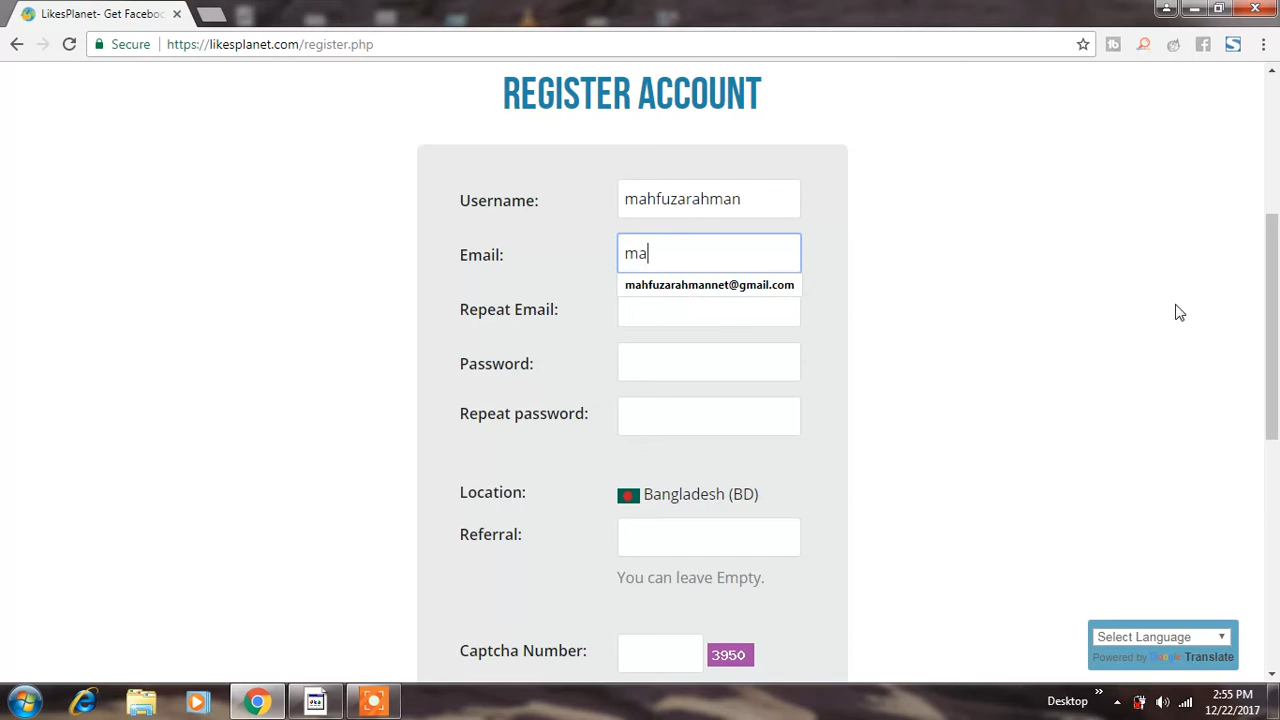 LikesPlanet- Get Faceboo
Secure
https://likesplanet.com/register.php
REGISTER ACCOUNT
Username:
mahfuzarahman
Email:
ma
mahfuzarahmannet@gmail.com
Repeat Email:
Password:
Repeat password:
Location:
Bangladesh (BD)
Referral:
You can leave Empty.
Captcha Number:
3950
Select Language
Powered by Google Translate
Desktop
2:55 PM
12/22/2017